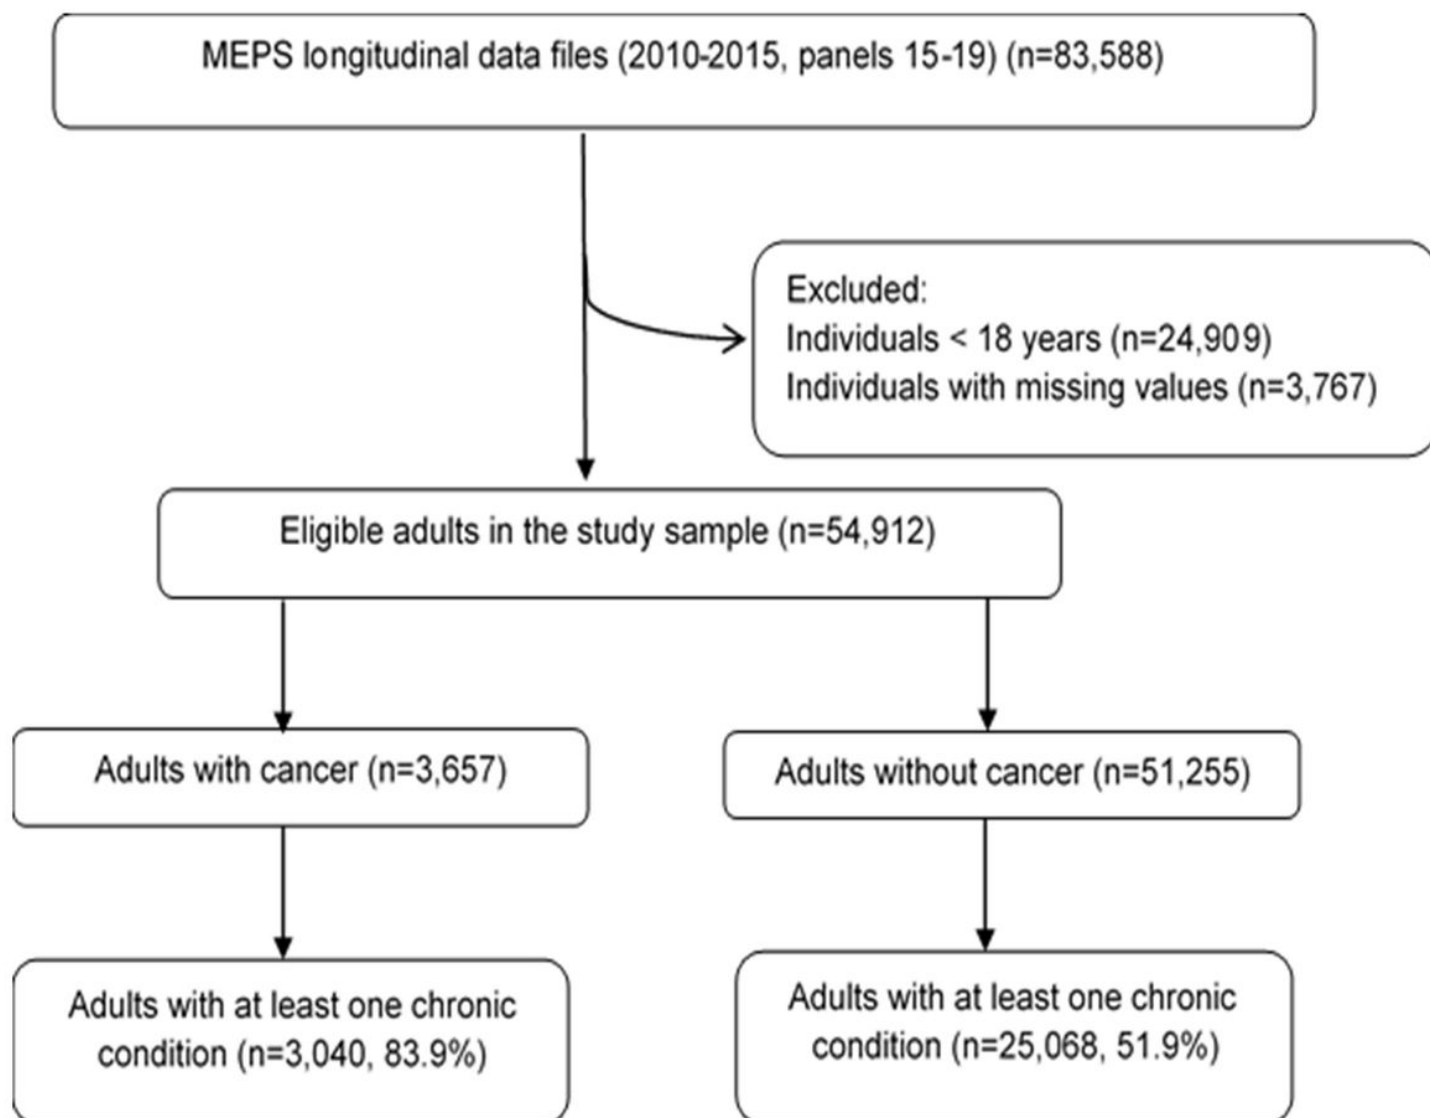 MEPS longitudinal data files (2010-2015, panels 15-19) (n=83,588)
Excluded:
Individuals < 18 years (n=24,909)
Individuals with missing values (n=3,767)
Eligible adults in the study sample (n=54,912)
Adults with cancer (n=3,657)
Adults without cancer (n=51,255)
Adults with at least one chronic
condition (n=3,040, 83.9%)
Adults with at least one chronic
condition (n=25,068, 51.9%)